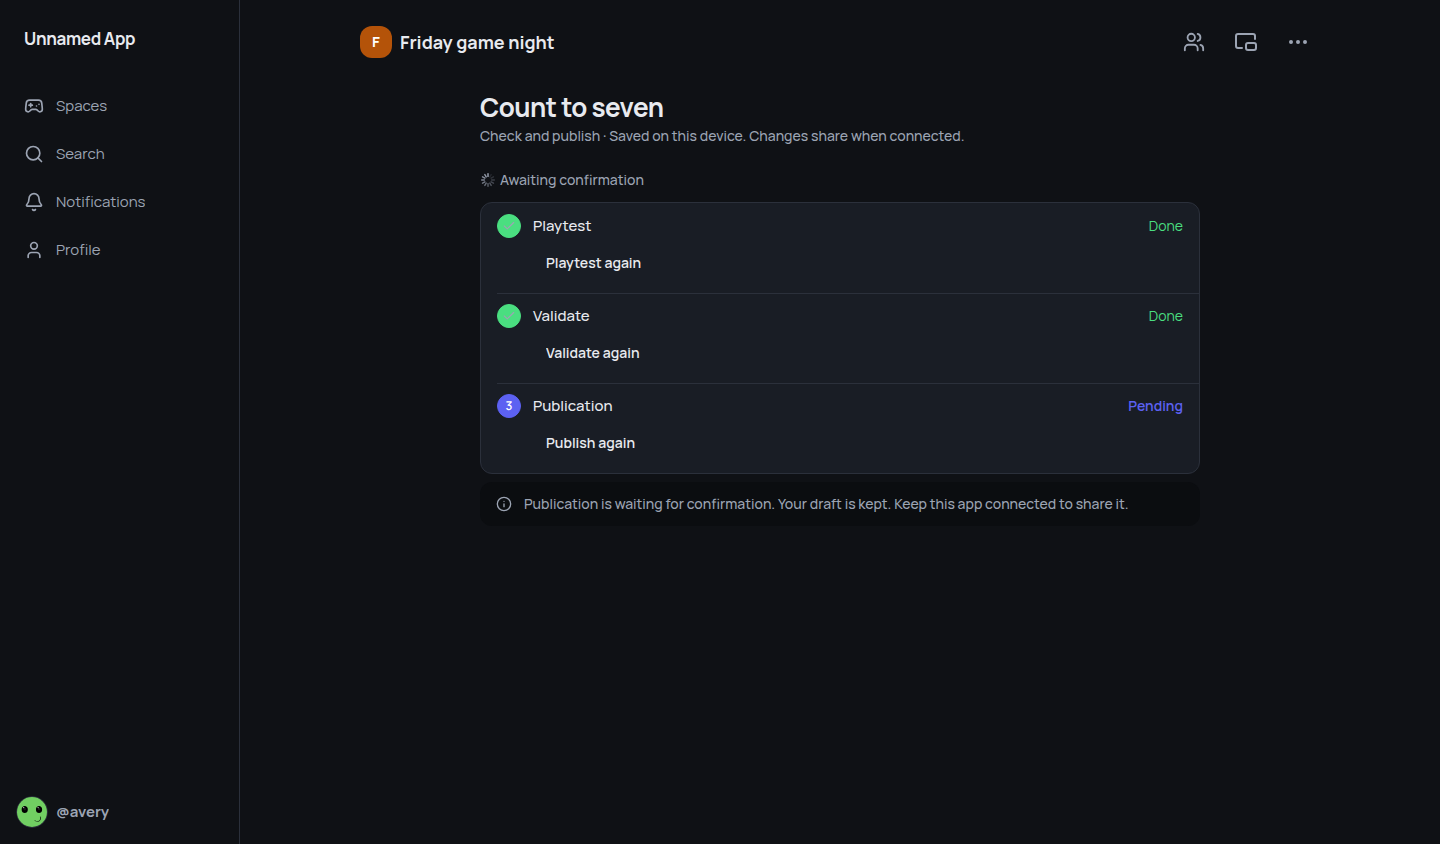 Unnamed App
Spaces
Search
Notifications
Profile
@avery
F Friday game night
Count to seven
Check and publish · Saved on this device. Changes share when connected.
Awaiting confirmation
Playtest Done
Playtest again
Validate Done
Validate again
3 Publication Pending
Publish again
Publication is waiting for confirmation. Your draft is kept. Keep this app connected to share it.